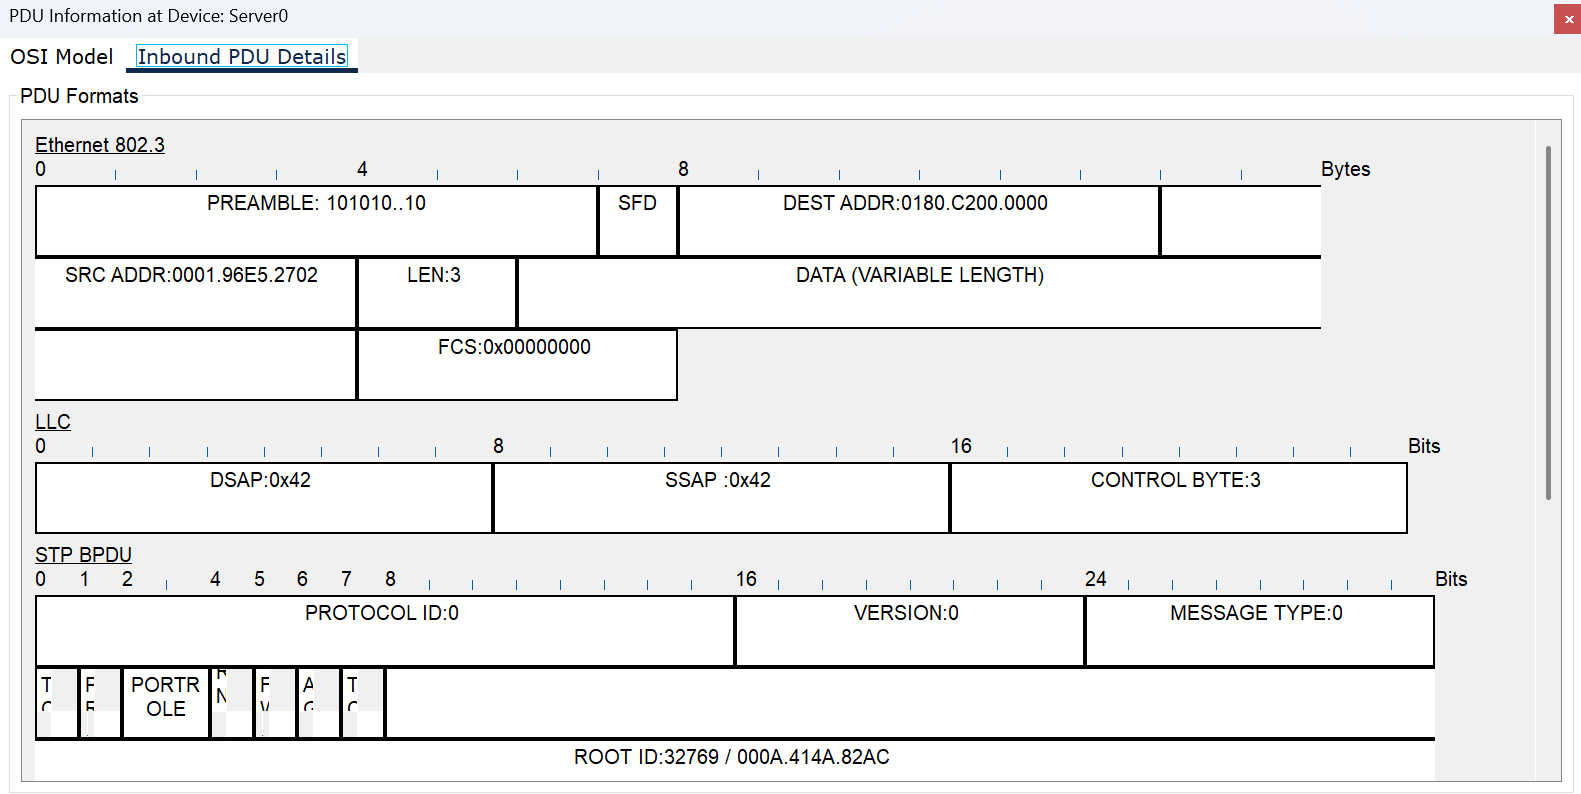 PDU Information at Device: Server0
OSI Model Inbound PDU Details
PDU Formats
Ethernet 802.3
0 4 8 Bytes
PREAMBLE: 101010..10 SFD DEST ADDR:0180.C200.0000
SRC ADDR:0001.96E5.2702 LEN:3 DATA (VARIABLE LENGTH)
FCS:0x00000000
LLC
0 8 16 Bits
DSAP:0x42 SSAP :0x42 CONTROL BYTE:3
STP BPDU
0 1 2 4 5 6 7 8 16 24 Bits
PROTOCOL ID:0 VERSION:0 MESSAGE TYPE:0
PORTR
OLE
ROOT ID:32769 / 000A.414A.82AC